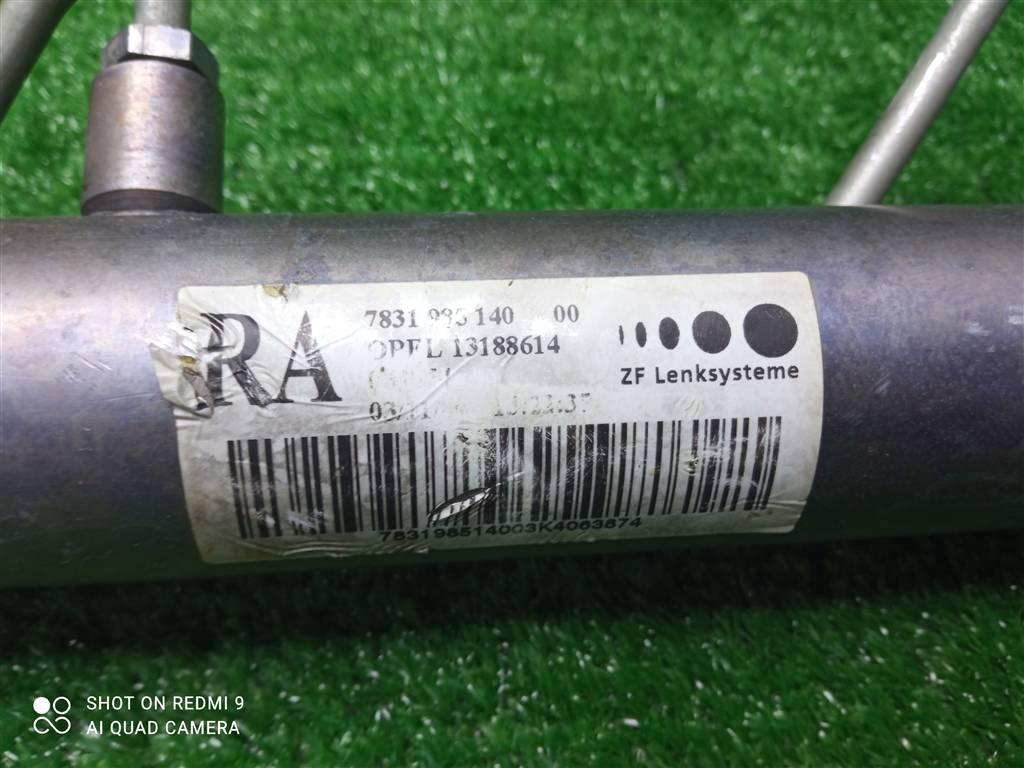 RA
7831 985 140 00
OPEL 13188614
ZF Lenksysteme
783198514003K4063874
SHOT ON REDMI 9
AI QUAD CAMERA